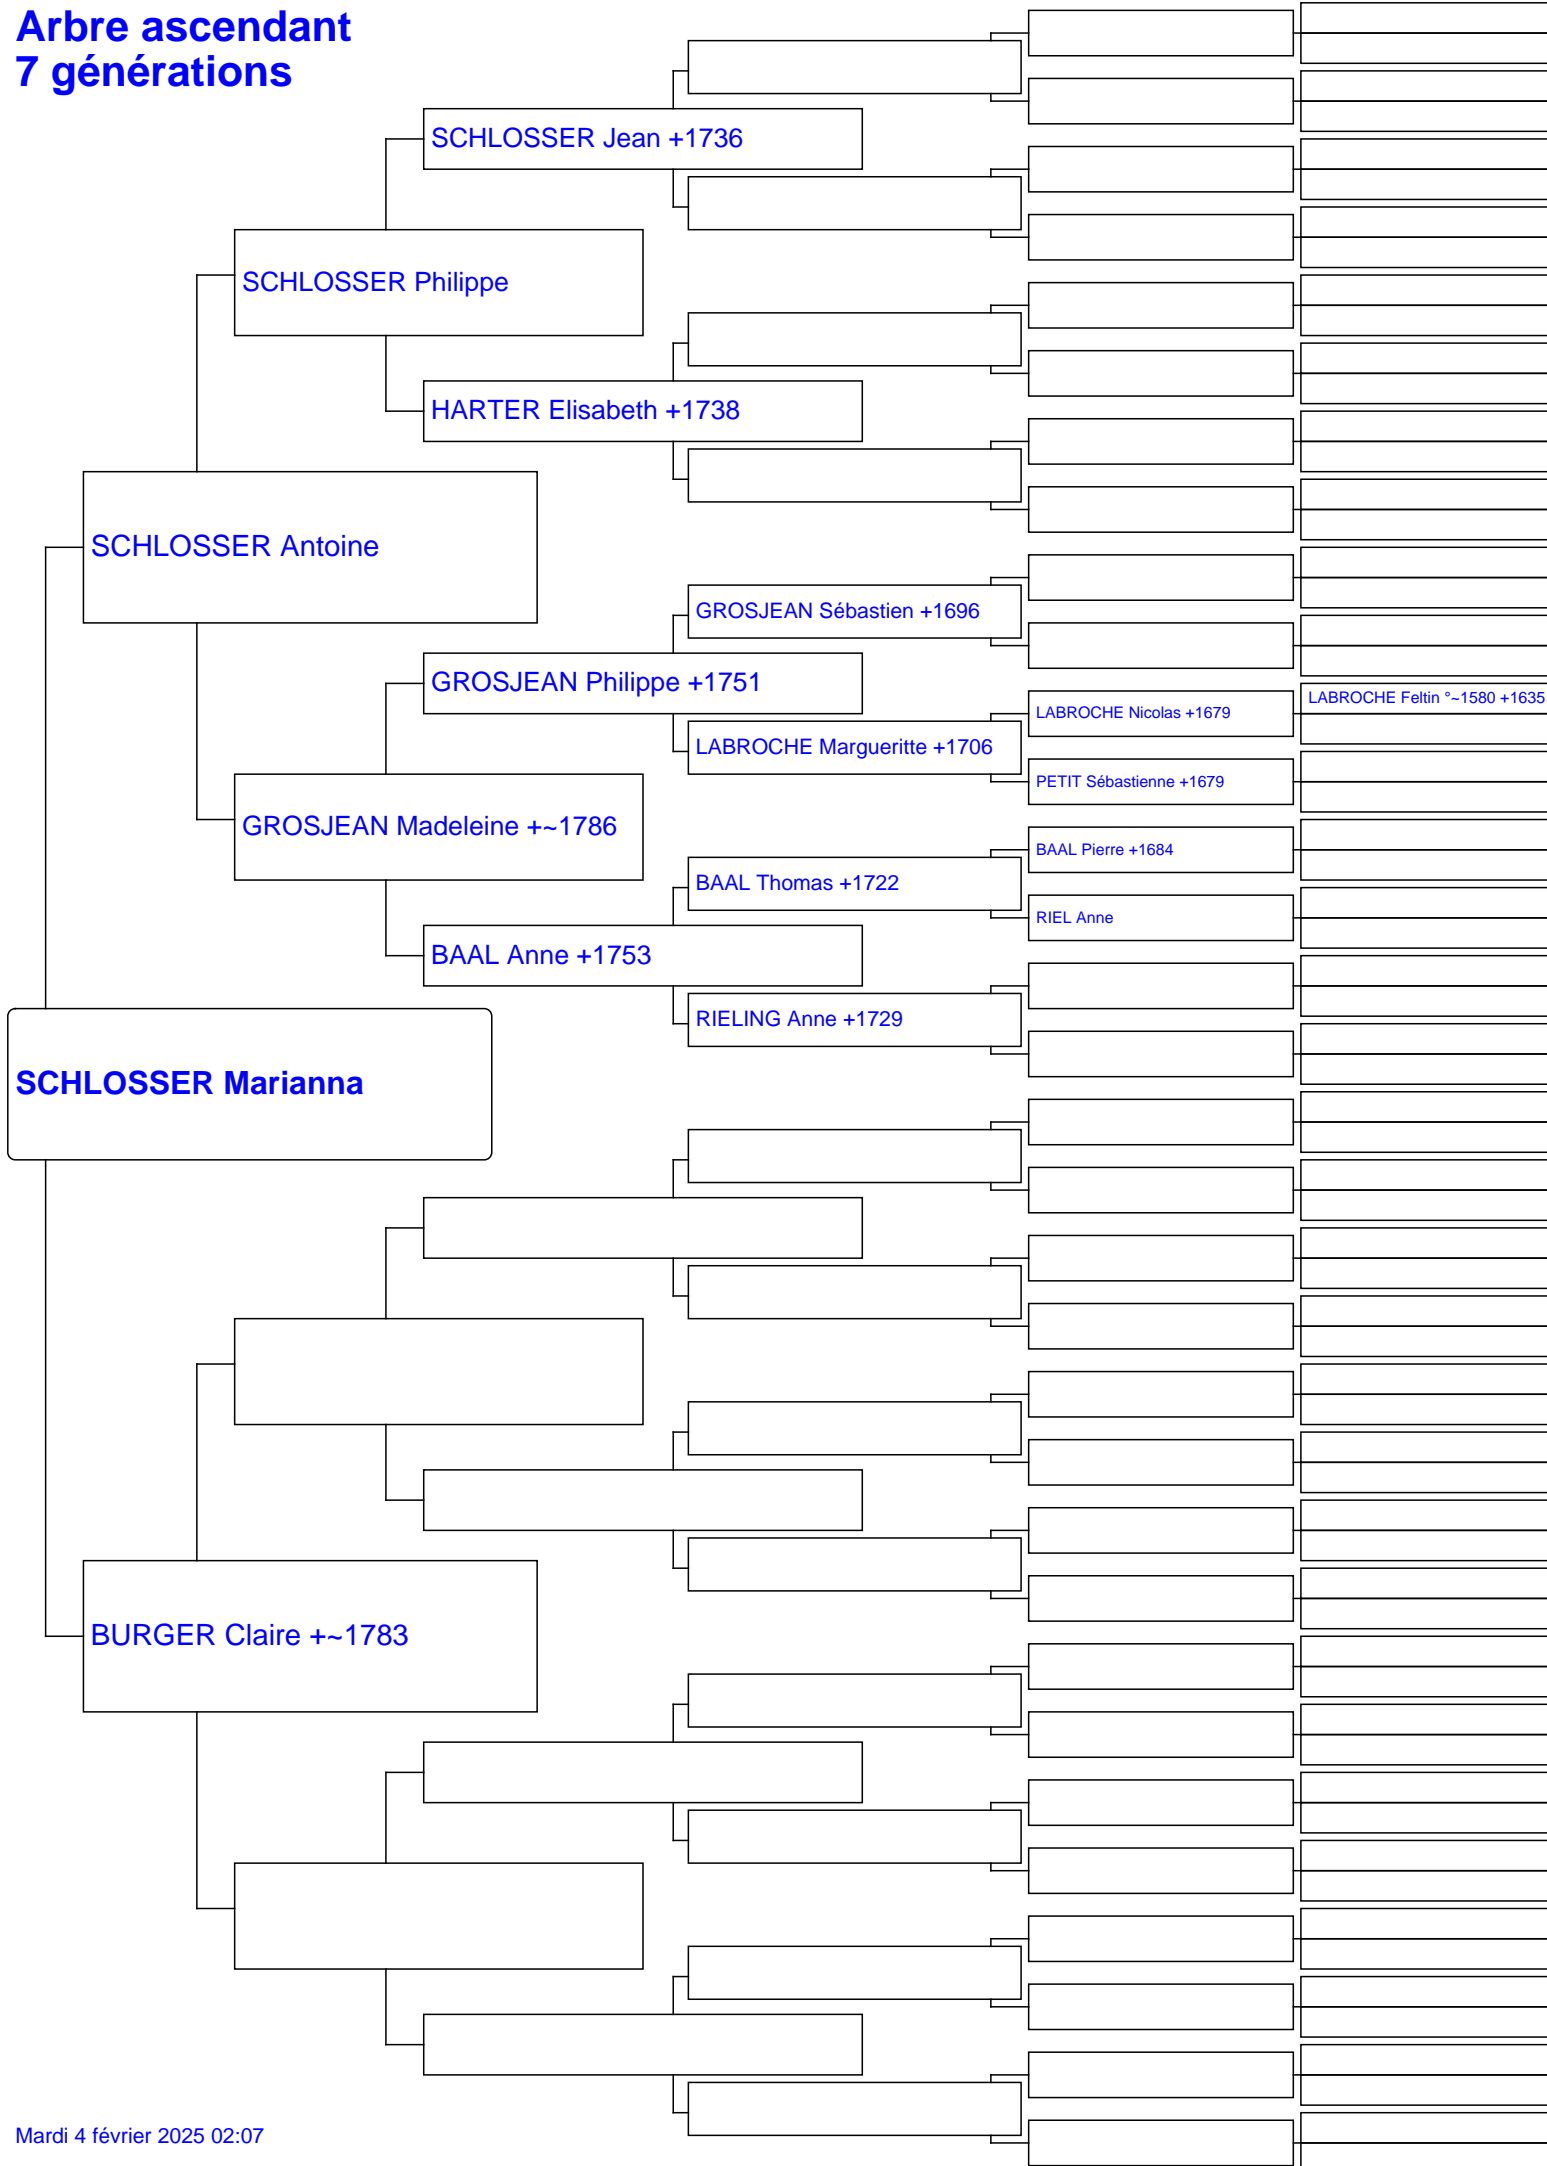 Arbre ascendant
7 générations
SCHLOSSER Jean +1736
SCHLOSSER Philippe
HARTER Elisabeth +1738
SCHLOSSER Antoine
GROSJEAN Sébastien +1696
GROSJEAN Philippe +1751
LABROCHE Feltin °~1580 +1635
LABROCHE Nicolas +1679
LABROCHE Margueritte +1706
PETIT Sébastienne +1679
GROSJEAN Madeleine +~1786
BAAL Pierre +1684
BAAL Thomas +1722
RIEL Anne
BAAL Anne +1753
RIELING Anne +1729
SCHLOSSER Marianna
BURGER Claire +~1783
Mardi 4 février 2025 02:07